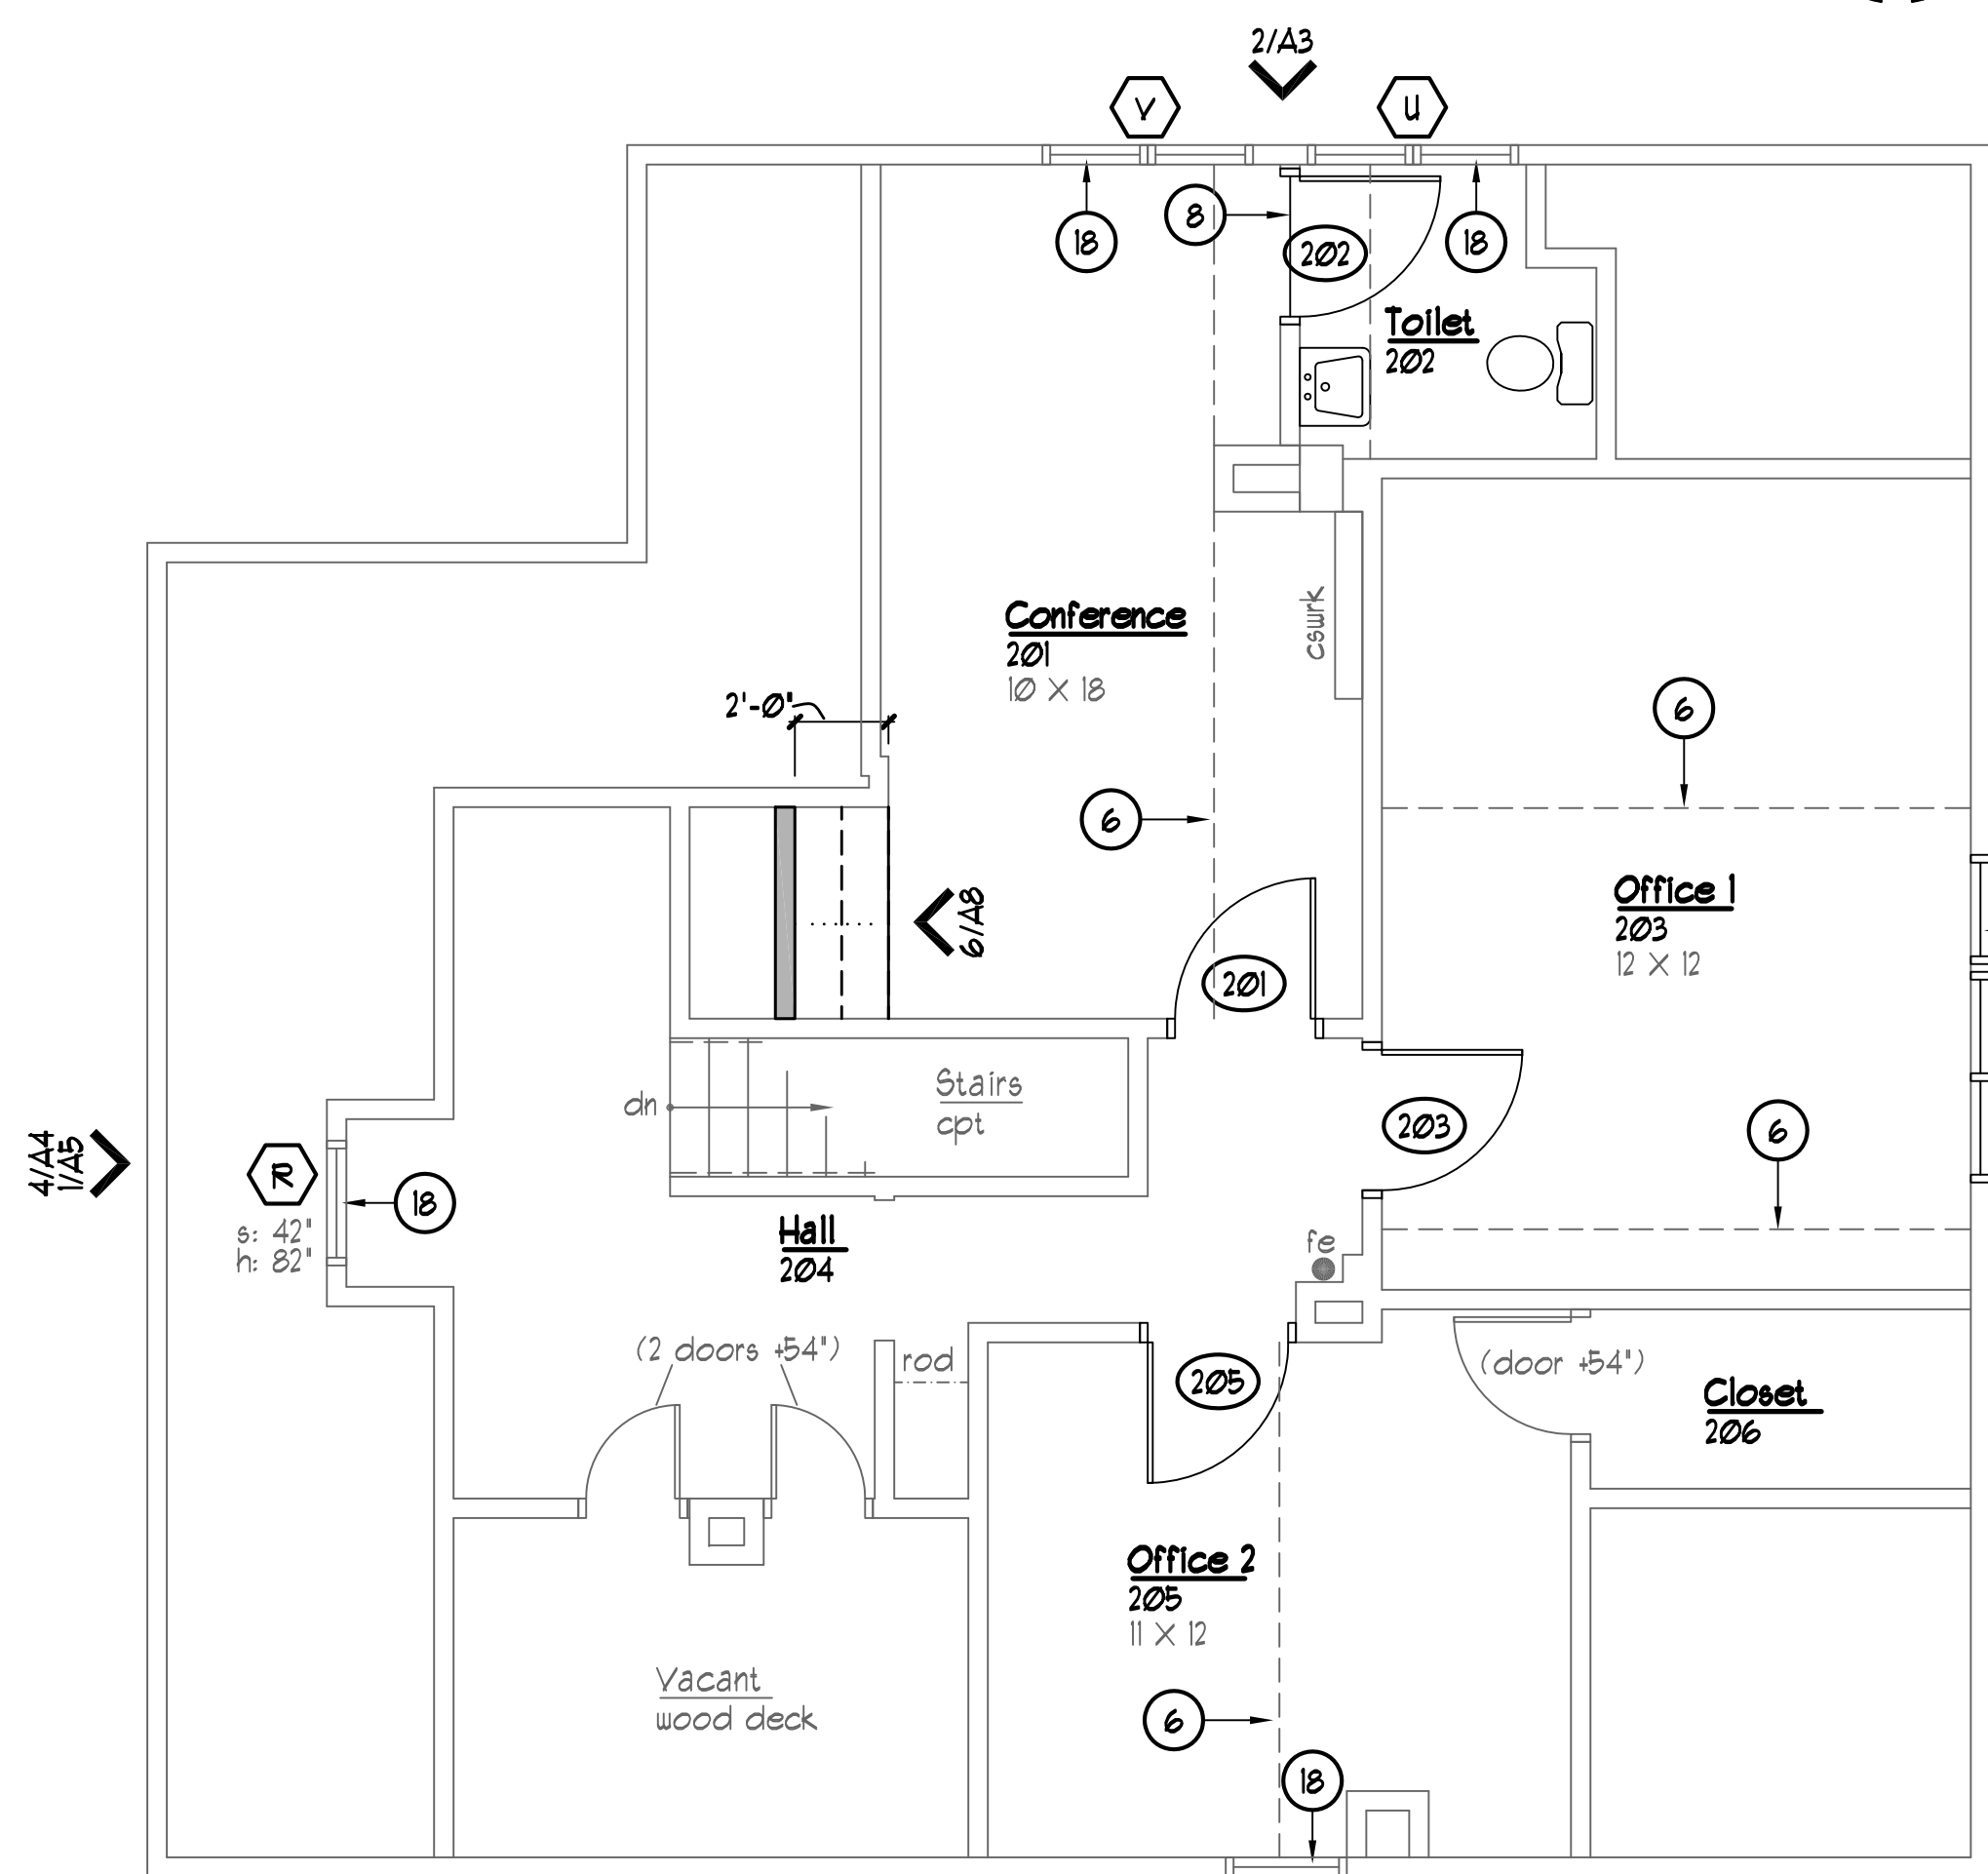 2/A3
V
U
18
8
202
18
Toilet
202
Conference
201
10 X 18
cswrk
2'-0"
6
6
6/A8
Office 1
203
12 X 12
201
Stairs
cpt
dn
203
6
4/A4
1/A5
R
18
s: 42"
h: 82"
Hall
204
fe
(2 doors +54")
rod
205
(door +54")
Closet
206
Office 2
205
11 X 12
Vacant
wood deck
6
18